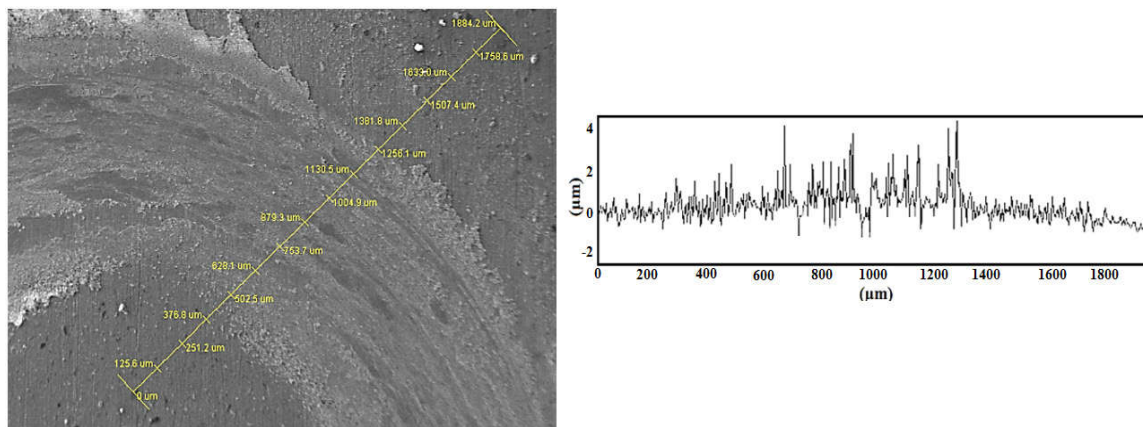 1884.2 um
1758.6 um
1633.0 um
1507.4 um
1381.8 um
1256.1 um
1130.5 um
1004.9 um
879.3 um
753.7 um
628.1 um
502.5 um
376.8 um
251.2 um
125.6 um
0 um
4
2
0
-2
(µm)
0 200 400 600 800 1000 1200 1400 1600 1800
(µm)